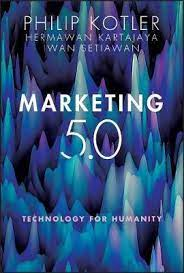 PHILIP KOTLER
HERMAWAN KARTAJAYA
IWAN SETIAWAN
MARKETING
5.0
TECHNOLOGY FOR HUMANITY